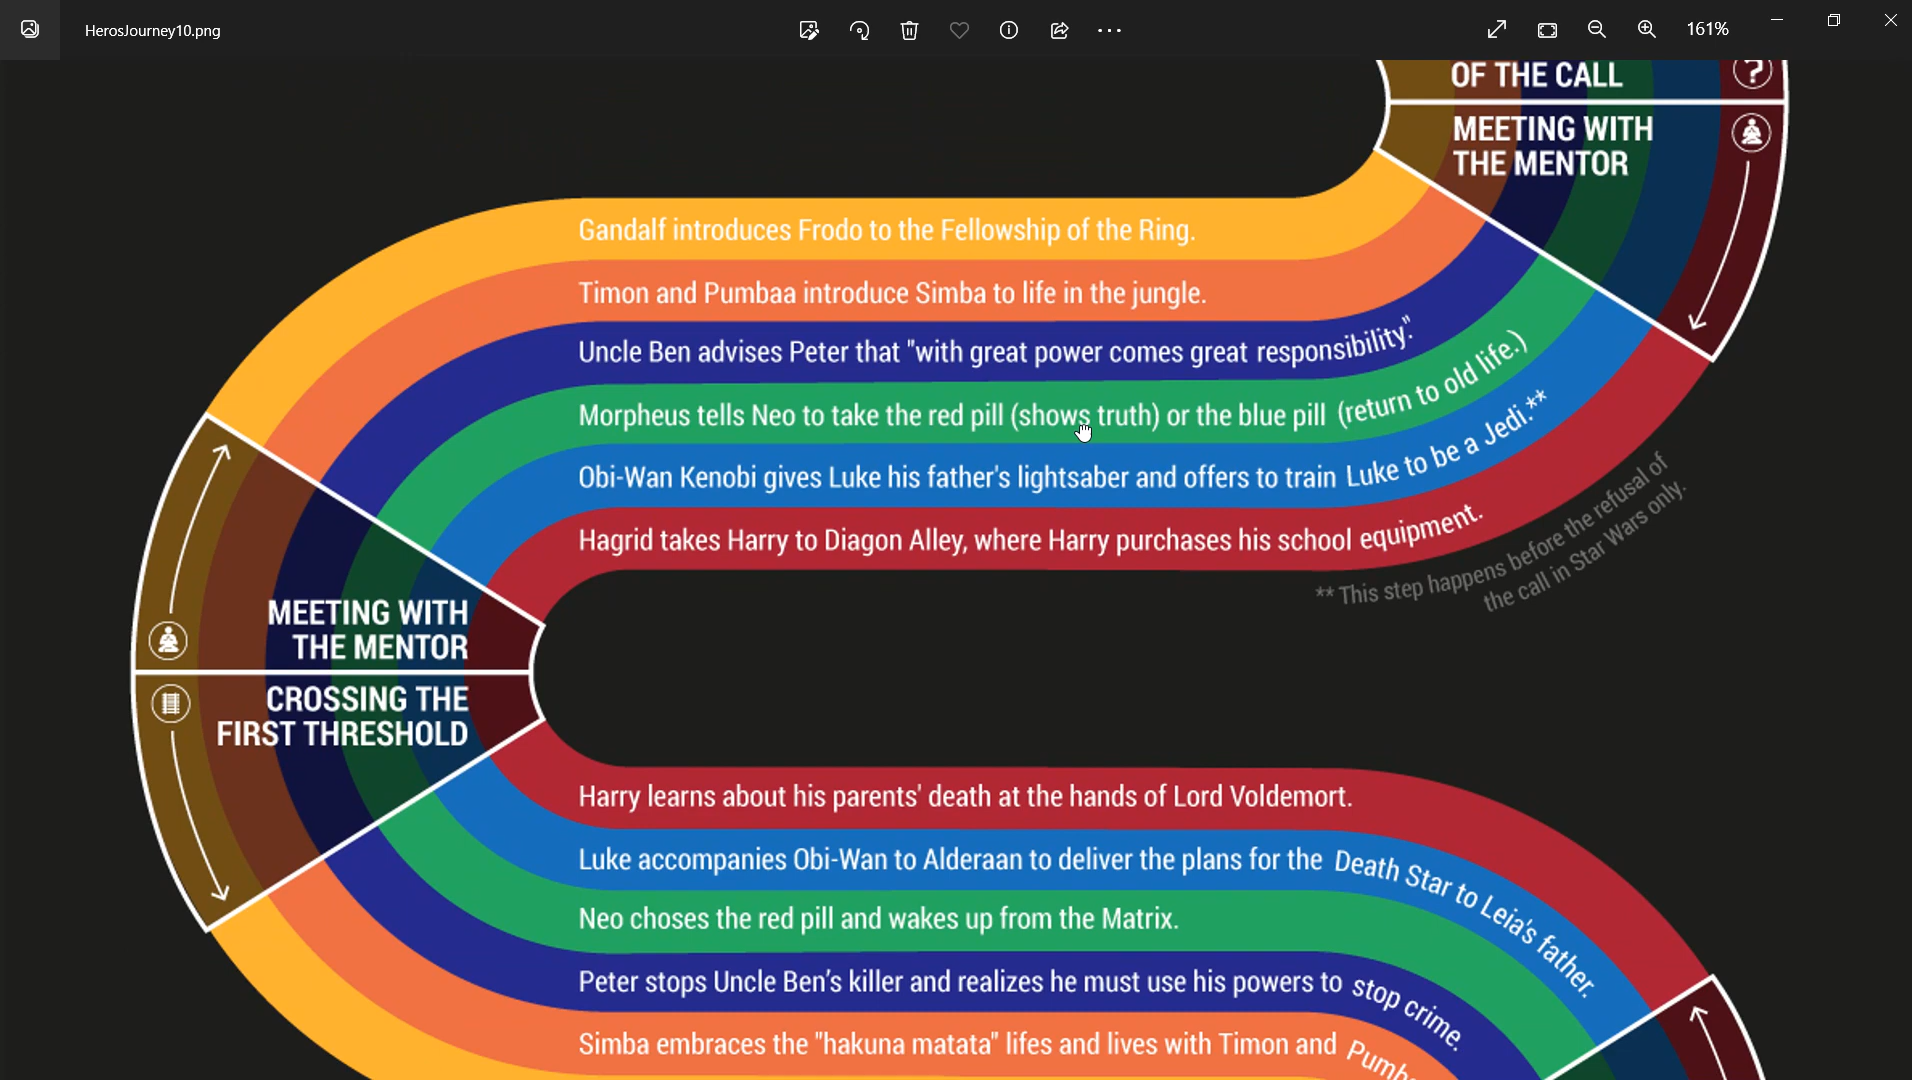 HerosJourney10.png
161%
OF THE CALL
MEETING WITH
THE MENTOR
Gandalf introduces Frodo to the Fellowship of the Ring.
Timon and Pumbaa introduce Simba to life in the jungle.
Uncle Ben advises Peter that "with great power comes great responsibility."
Morpheus tells Neo to take the red pill (shows truth) or the blue pill (return to old life.)
Obi-Wan Kenobi gives Luke his father's lightsaber and offers to train Luke to be a Jedi.**
Hagrid takes Harry to Diagon Alley, where Harry purchases his school equipment.
** This step happens before the refusal of
the call in Star Wars only.
MEETING WITH
THE MENTOR
CROSSING THE
FIRST THRESHOLD
Harry learns about his parents' death at the hands of Lord Voldemort.
Luke accompanies Obi-Wan to Alderaan to deliver the plans for the Death Star to Leia's father.
Neo choses the red pill and wakes up from the Matrix.
Peter stops Uncle Ben's killer and realizes he must use his powers to stop crime.
Simba embraces the "hakuna matata" lifes and lives with Timon and